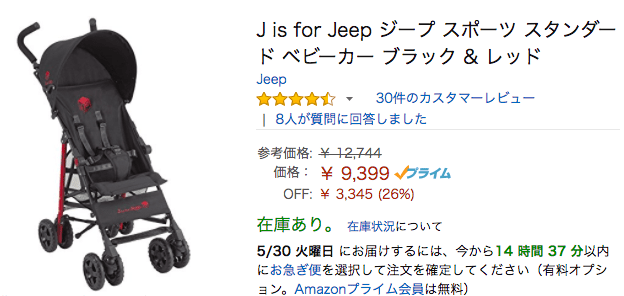 J is for Jeep ジープ スポーツ スタンダー
ド ベビーカー ブラック & レッド
Jeep
30件のカスタマーレビュー
| 8人が質問に回答しました
参考価格: ￥ 12,744
価格： ￥ 9,399 プライム
OFF: ￥ 3,345 (26%)
在庫あり。 在庫状況について
5/30 火曜日 にお届けするには、今から14 時間 37 分以内
にお急ぎ便を選択して注文を確定してください（有料オプシ
ョン。Amazonプライム会員は無料）